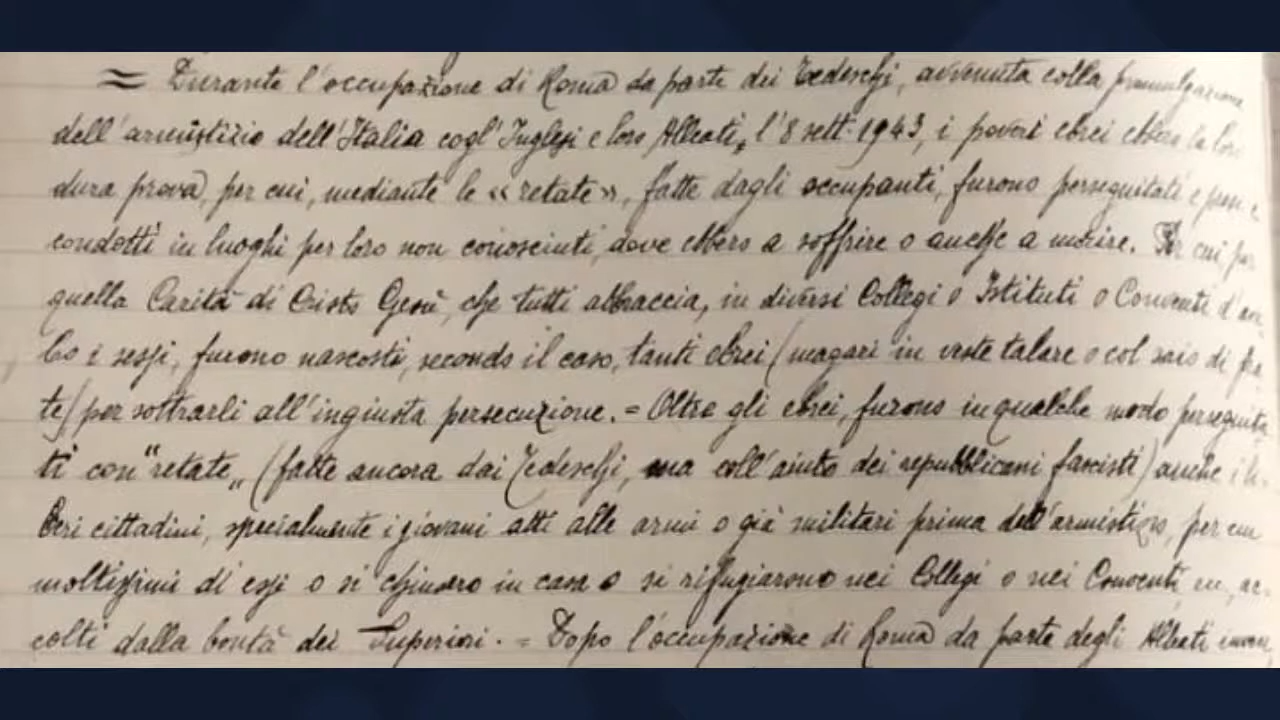 = Durante l'occupazione di Roma da parte dei Tedeschi, avvenuta colla promulgazione
dell'armistizio dell'Italia cogl'Inglesi e loro Alleati, l'8 sett. 1943, i poveri ebrei ebbero la loro
dura prova, per cui, mediante le «retate», fatte dagli occupanti, furono perseguitati e presi e
condotti in luoghi per loro non conosciuti, dove ebbero a soffrire o anche a morire. Per cui, per
quella Carità di Cristo Gesù, che tutti abbraccia, in diversi Collegi o Istituti o Conventi d'am-
bo i sessi, furono nascosti, secondo il caso, tanti ebrei (magari in veste talare o col saio di fra-
te) per sottrarli all'ingiusta persecuzione. = Oltre gli ebrei, furono in qualche modo perseguita-
ti con "retate" (fatte ancora dai Tedeschi, ma coll'aiuto dei repubblicani fascisti) anche i li-
beri cittadini, specialmente i giovani atti alle armi o già militari prima dell'armistizio, per cui
moltissimi di essi o si chiusero in casa o si rifugiarono nei Collegi o nei Conventi, ac-
colti dalla bontà dei Superiori. = Dopo l'occupazione di Roma da parte degli Alleati